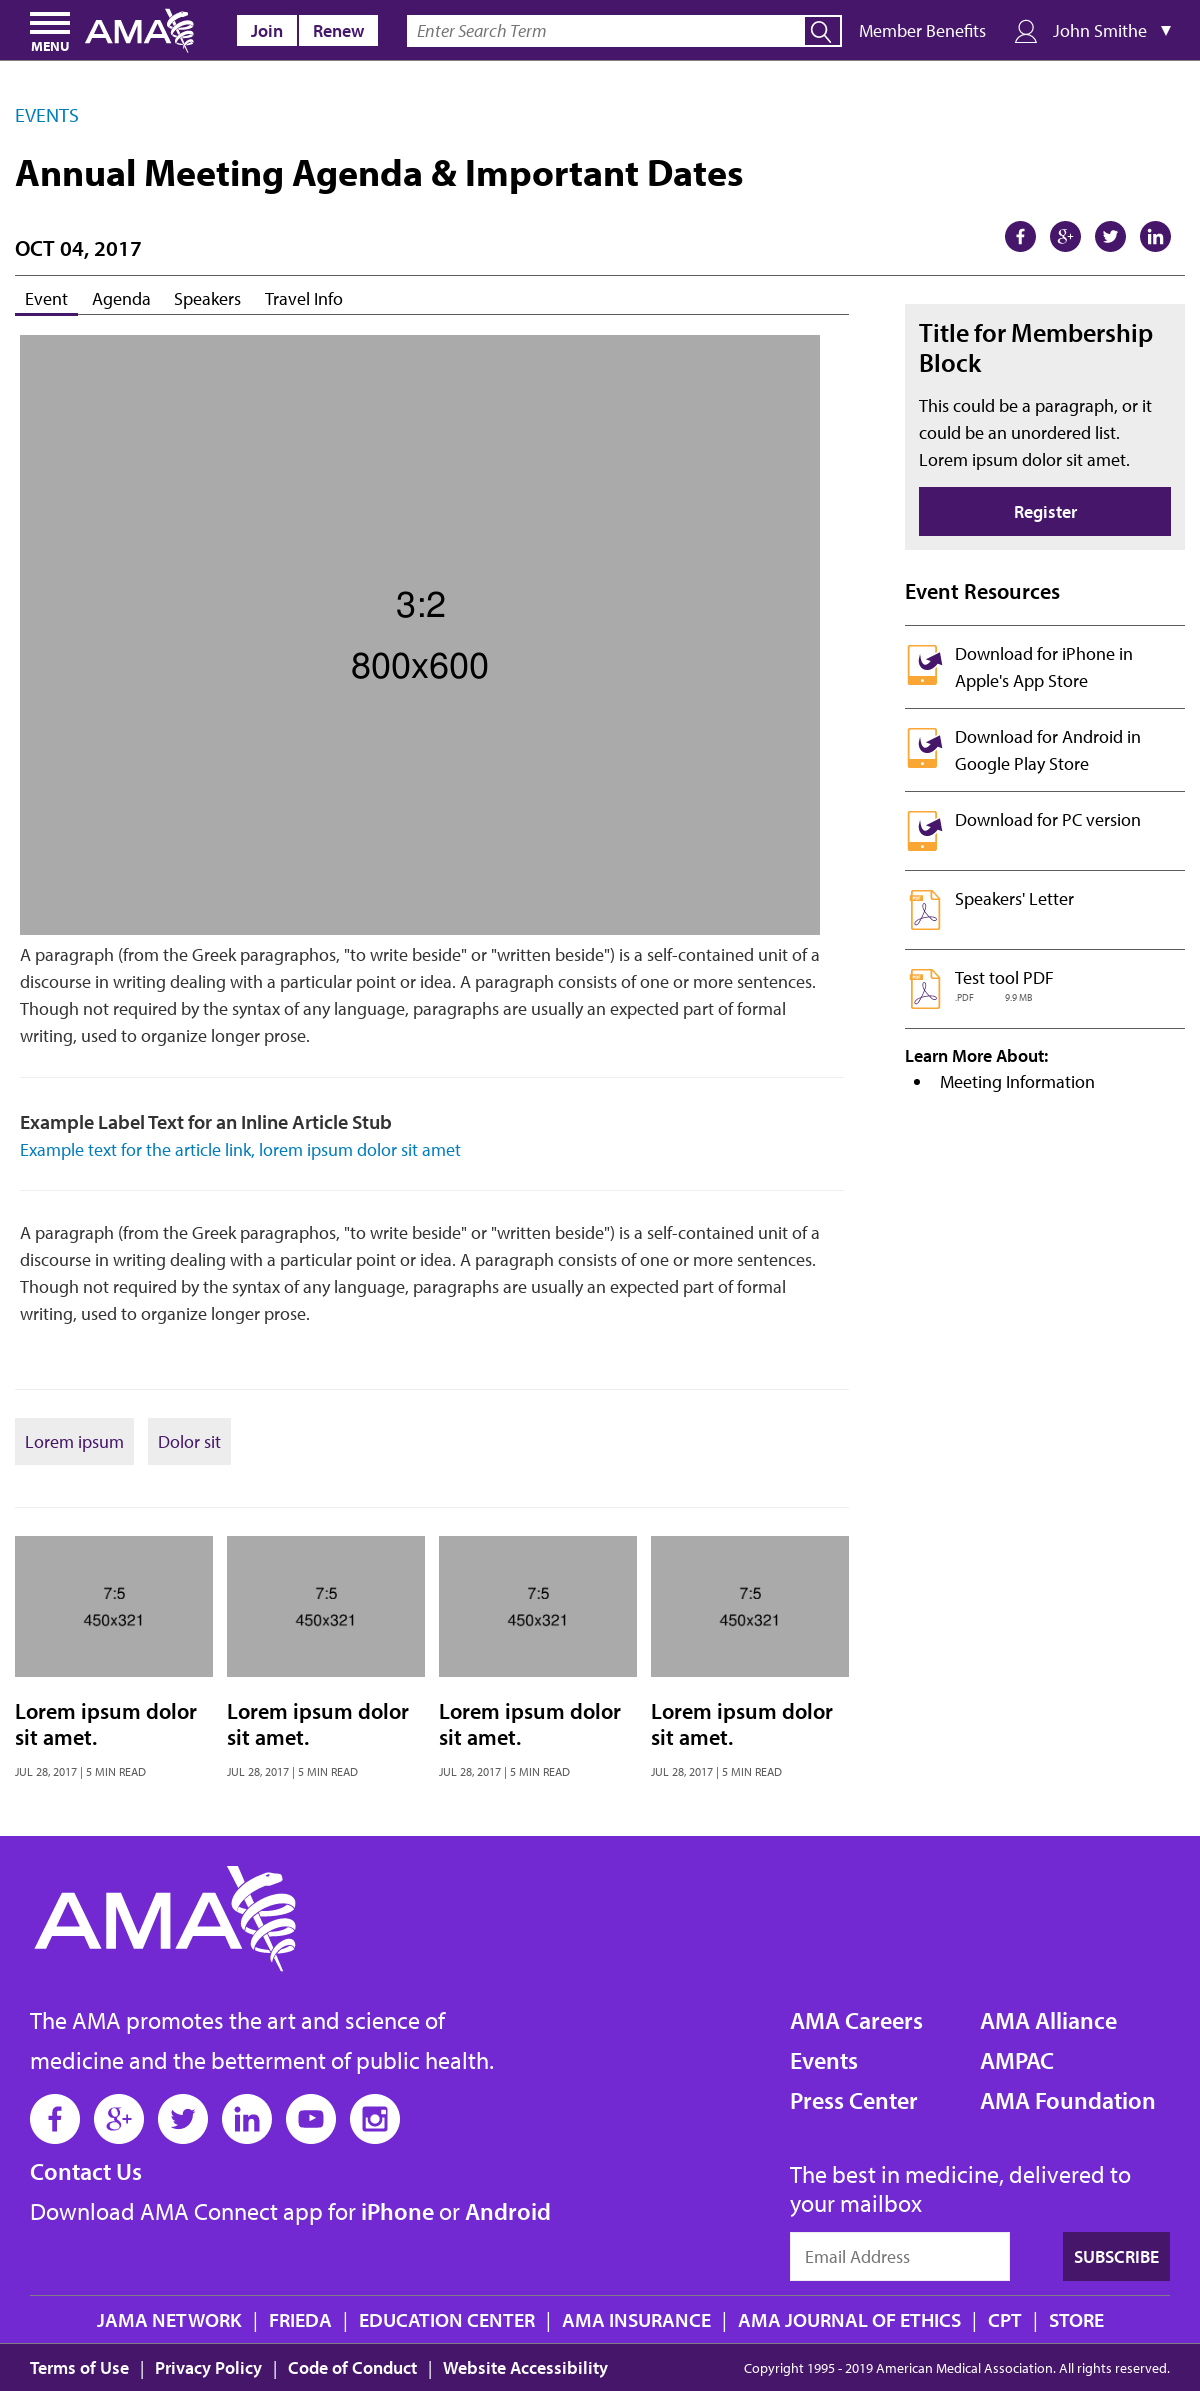 MENU
AMA
Join
Renew
Enter Search Term
Member Benefits
John Smithe ▼
EVENTS
Annual Meeting Agenda & Important Dates
OCT 04, 2017
Event
Agenda
Speakers
Travel Info
3:2
800x600
A paragraph (from the Greek paragraphos, "to write beside" or "written beside") is a self-contained unit of a
discourse in writing dealing with a particular point or idea. A paragraph consists of one or more sentences.
Though not required by the syntax of any language, paragraphs are usually an expected part of formal
writing, used to organize longer prose.
Example Label Text for an Inline Article Stub
Example text for the article link, lorem ipsum dolor sit amet
A paragraph (from the Greek paragraphos, "to write beside" or "written beside") is a self-contained unit of a
discourse in writing dealing with a particular point or idea. A paragraph consists of one or more sentences.
Though not required by the syntax of any language, paragraphs are usually an expected part of formal
writing, used to organize longer prose.
Lorem ipsum
Dolor sit
7:5
450x321
Lorem ipsum dolor
sit amet.
JUL 28, 2017 | 5 MIN READ
7:5
450x321
Lorem ipsum dolor
sit amet.
JUL 28, 2017 | 5 MIN READ
7:5
450x321
Lorem ipsum dolor
sit amet.
JUL 28, 2017 | 5 MIN READ
7:5
450x321
Lorem ipsum dolor
sit amet.
JUL 28, 2017 | 5 MIN READ
Title for Membership
Block
This could be a paragraph, or it
could be an unordered list.
Lorem ipsum dolor sit amet.
Register
Event Resources
Download for iPhone in
Apple's App Store
Download for Android in
Google Play Store
Download for PC version
Speakers' Letter
Test tool PDF
.PDF 9.9 MB
Learn More About:
• Meeting Information
AMA
The AMA promotes the art and science of
medicine and the betterment of public health.
Contact Us
Download AMA Connect app for iPhone or Android
AMA Careers
Events
Press Center
AMA Alliance
AMPAC
AMA Foundation
The best in medicine, delivered to
your mailbox
Email Address
SUBSCRIBE
JAMA NETWORK | FRIEDA | EDUCATION CENTER | AMA INSURANCE | AMA JOURNAL OF ETHICS | CPT | STORE
Terms of Use | Privacy Policy | Code of Conduct | Website Accessibility
Copyright 1995 - 2019 American Medical Association. All rights reserved.